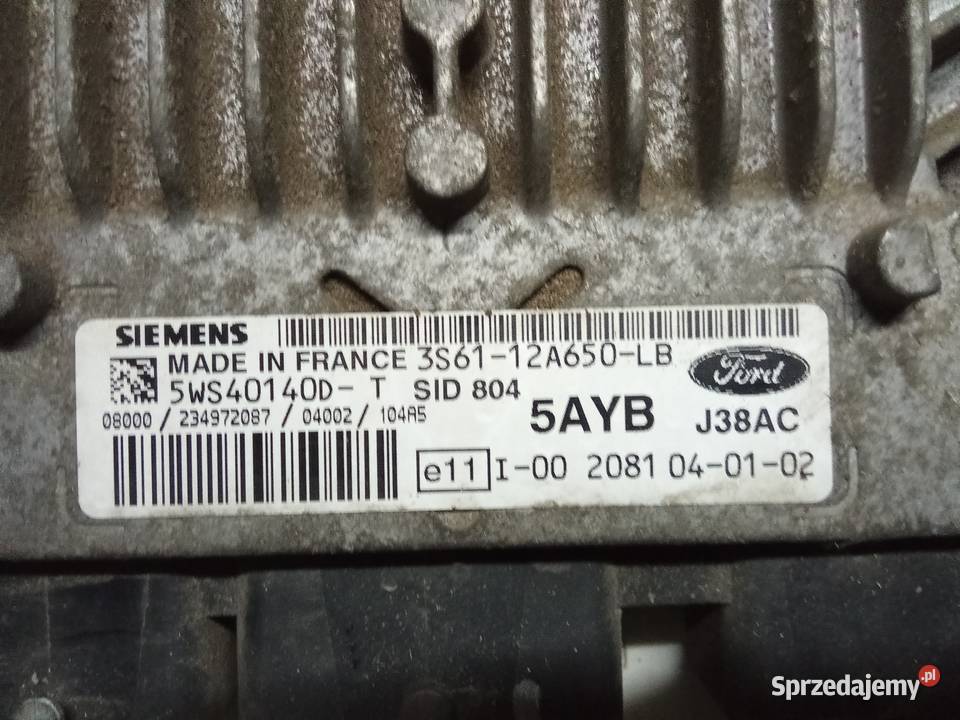 SIEMENS
MADE IN FRANCE 3S61-12A650-LB
Ford
5WS40140D- T SID 804
08000 / 234972087 / 04002 / 104A5
5AYB J38AC
e11 I-00 2081 04-01-02
Sprzedajemy.pl